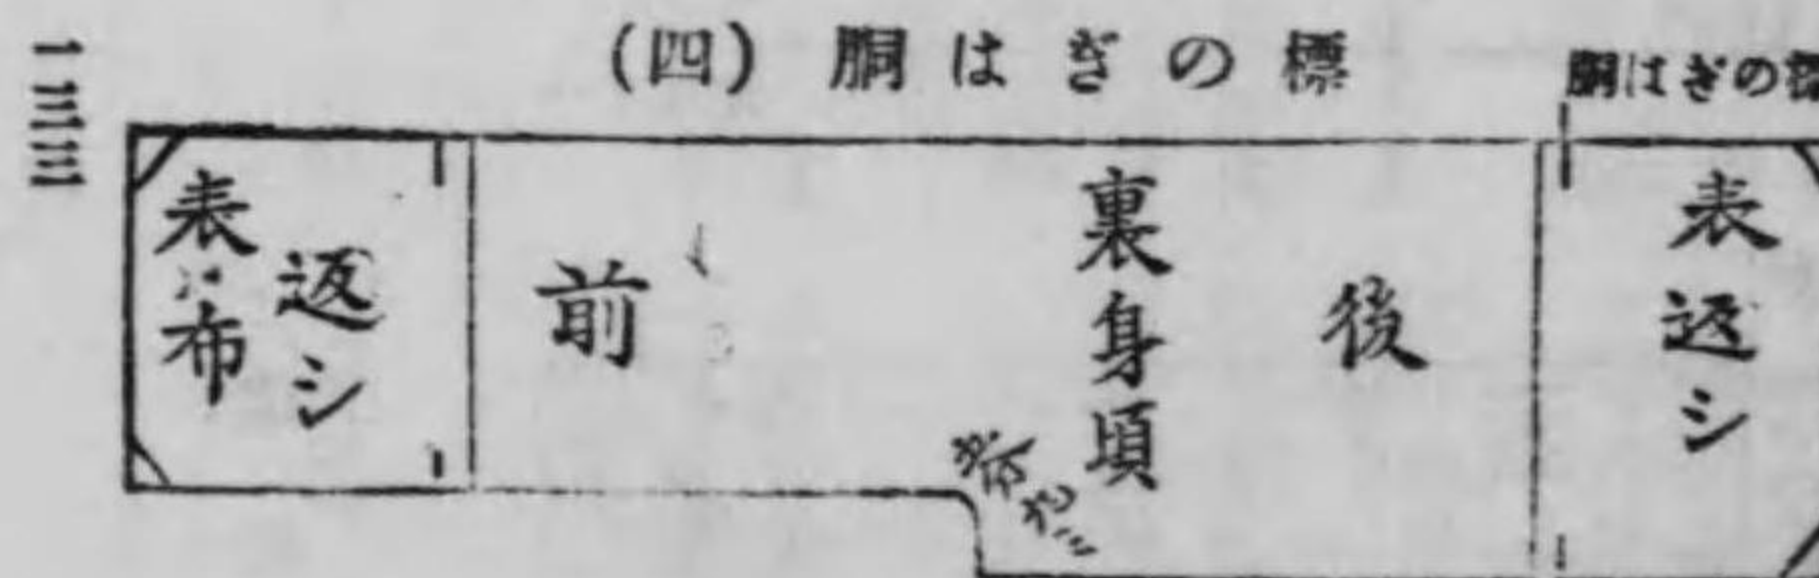 (四) 胴はぎの標
一三三
胴はぎの標
表返シ
後
裏身頃
前
返シ
表布